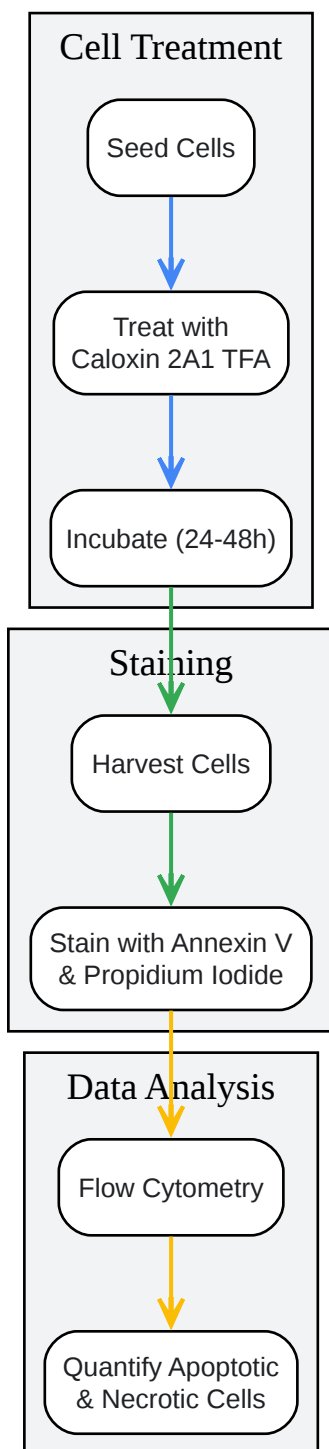 Cell Treatment
Seed Cells
Treat with
Caloxin 2A1 TFA
Incubate (24-48h)
Staining
Harvest Cells
Stain with Annexin V
& Propidium Iodide
Data Analysis
Flow Cytometry
Quantify Apoptotic
& Necrotic Cells